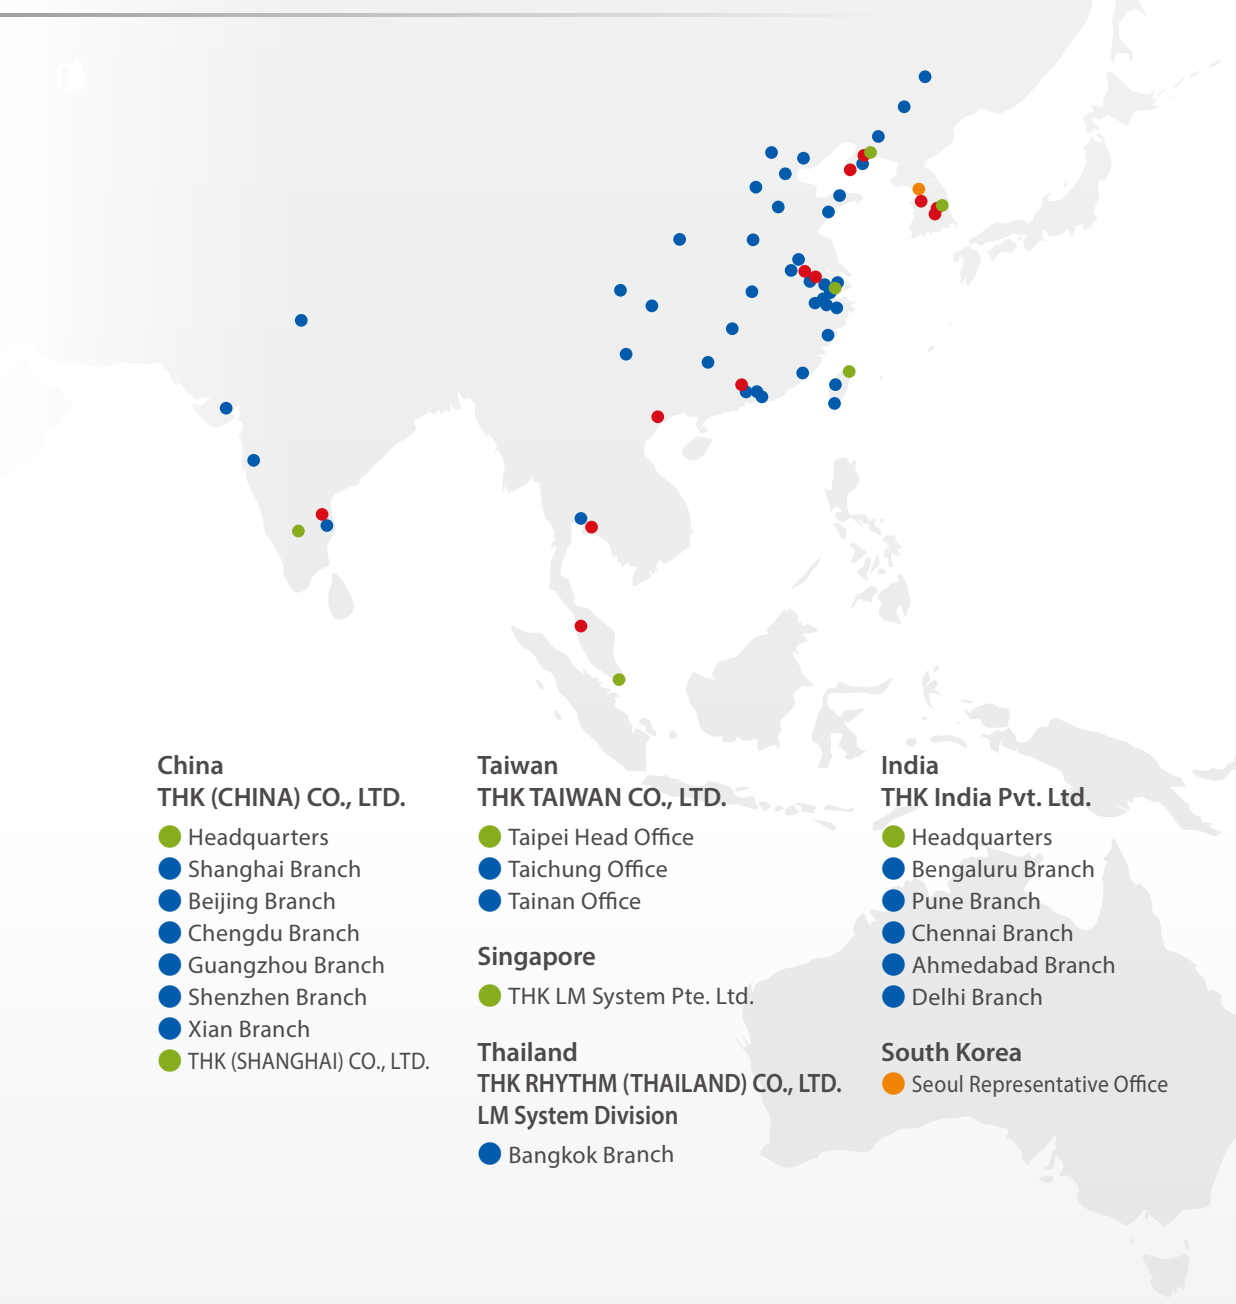 China
THK (CHINA) CO., LTD.
Headquarters
Shanghai Branch
Beijing Branch
Chengdu Branch
Guangzhou Branch
Shenzhen Branch
Xian Branch
THK (SHANGHAI) CO., LTD.
Taiwan
THK TAIWAN CO., LTD.
Taipei Head Office
Taichung Office
Tainan Office
Singapore
THK LM System Pte. Ltd.
Thailand
THK RHYTHM (THAILAND) CO., LTD.
LM System Division
Bangkok Branch
India
THK India Pvt. Ltd.
Headquarters
Bengaluru Branch
Pune Branch
Chennai Branch
Ahmedabad Branch
Delhi Branch
South Korea
Seoul Representative Office